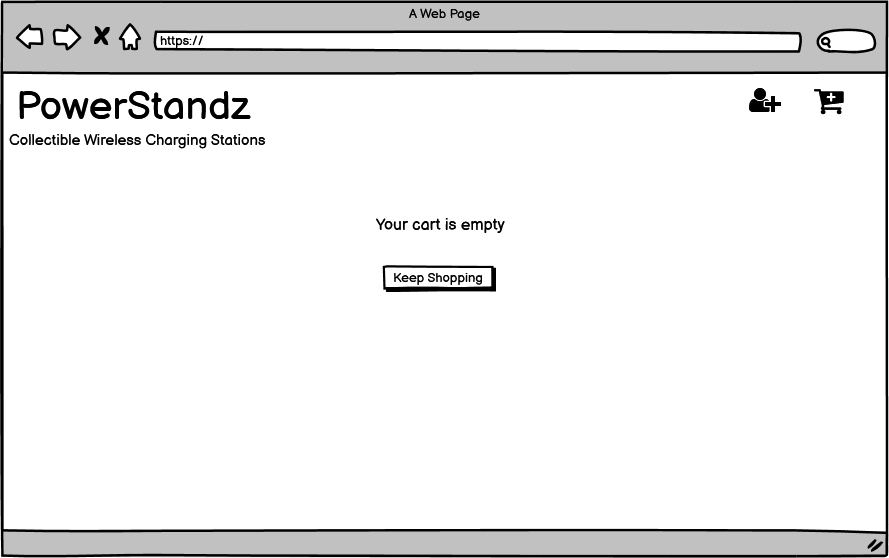 A Web Page
https://
PowerStandz
Collectible Wireless Charging Stations
Your cart is empty
Keep Shopping